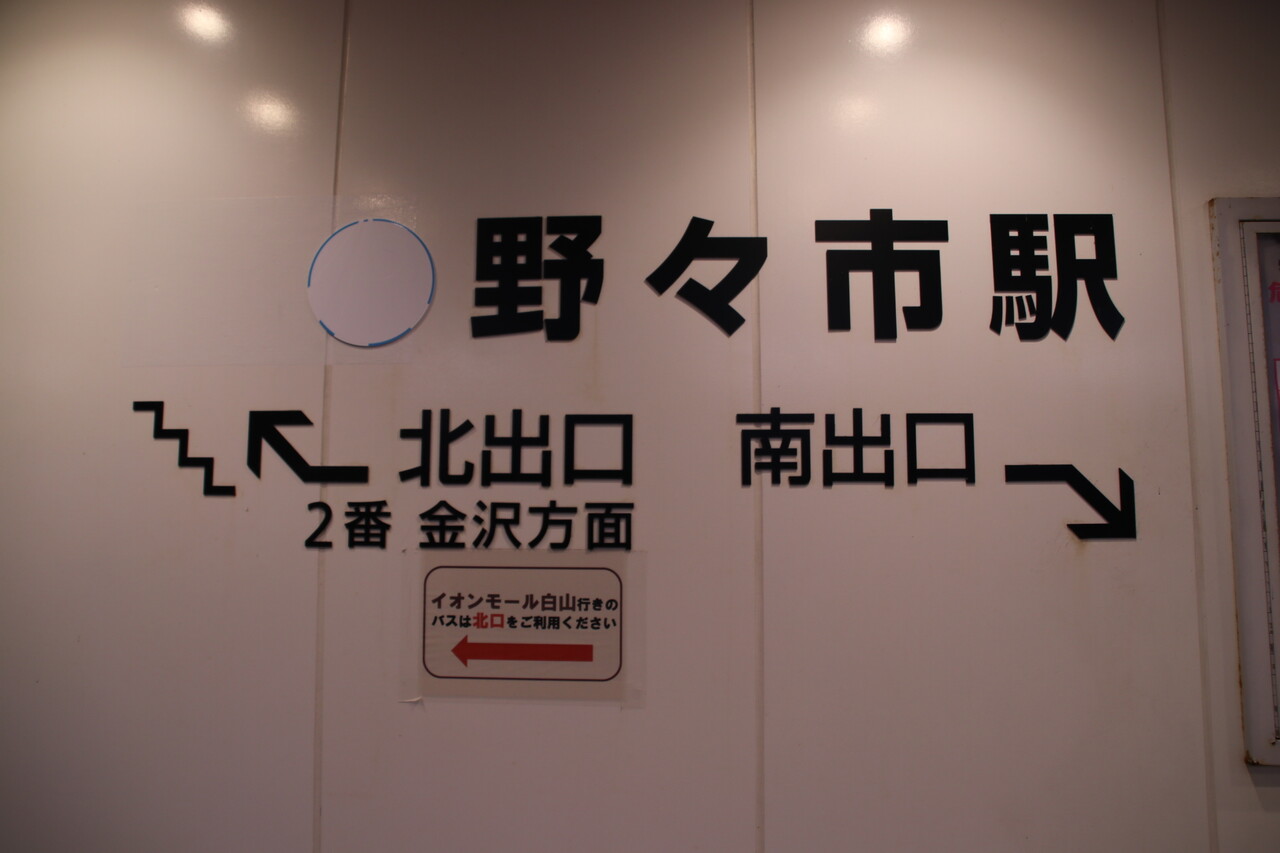 野々市駅
北出口 南出口
2番 金沢方面
イオンモール白山行きの
バスは北口をご利用ください